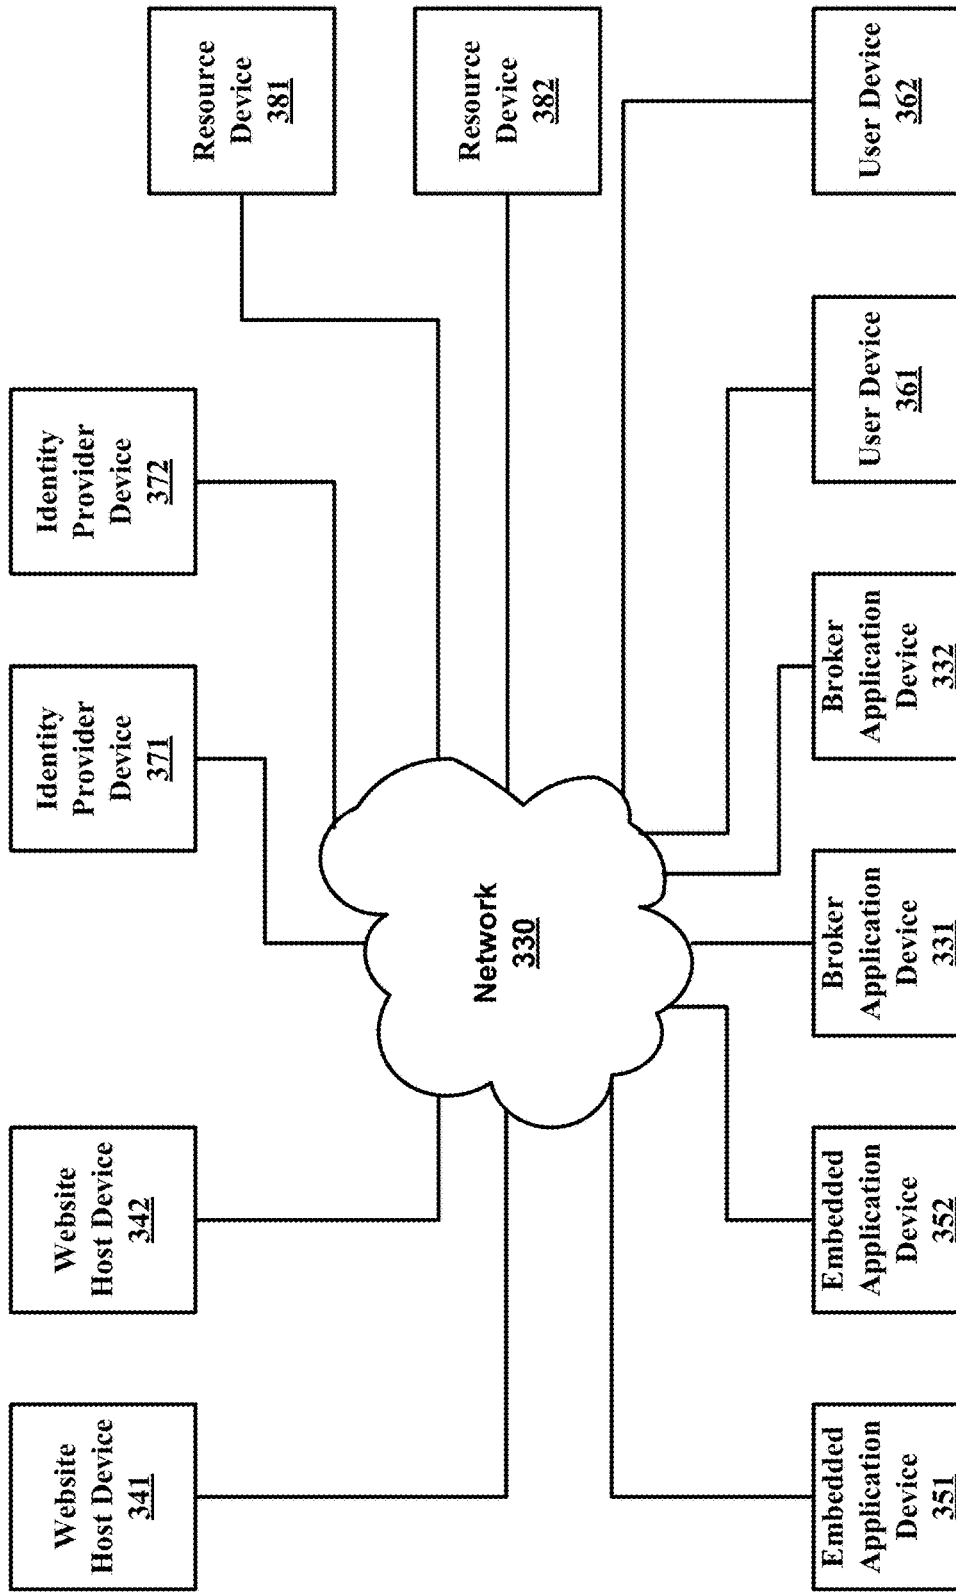 Website
Host Device
341
Website
Host Device
342
Identity
Provider
Device
371
Identity
Provider
Device
372
Resource
Device
381
Resource
Device
382
Network
330
Embedded
Application
Device
351
Embedded
Application
Device
352
Broker
Application
Device
331
Broker
Application
Device
332
User Device
361
User Device
362